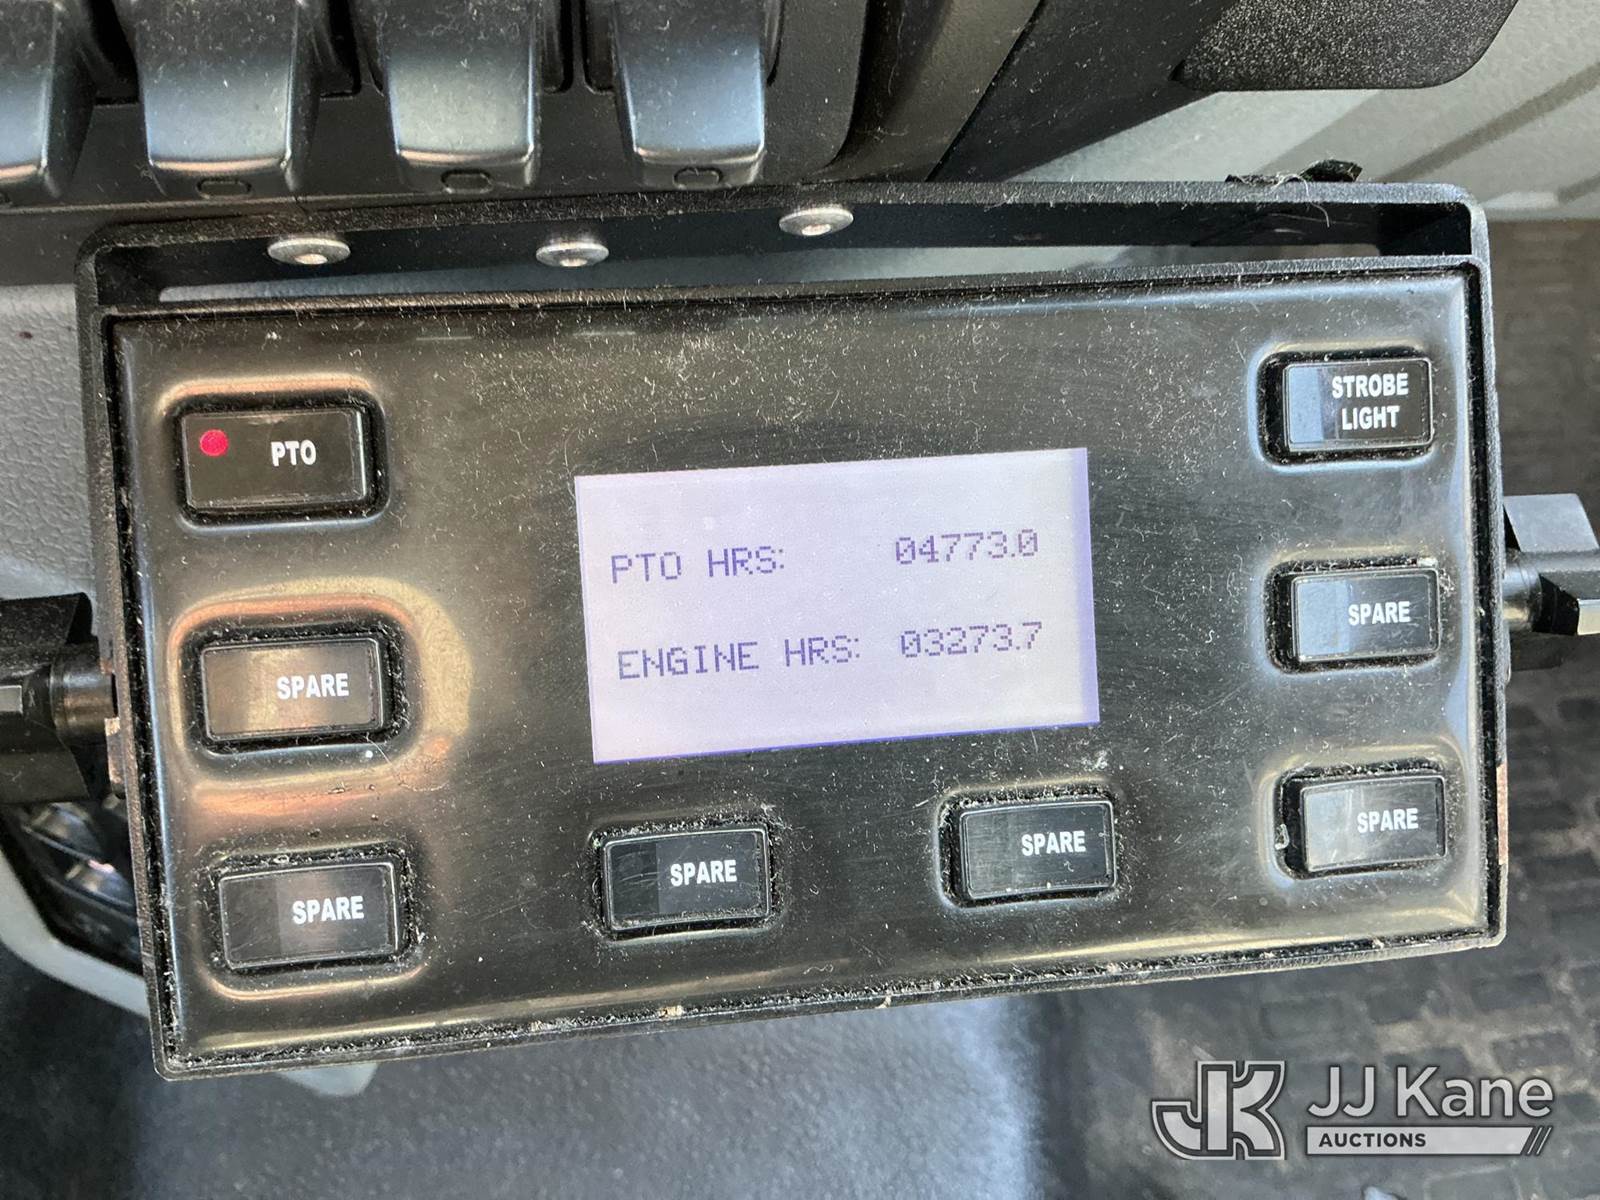 PTO
STROBE
LIGHT
PTO HRS: 04773.0
ENGINE HRS: 03273.7
SPARE
SPARE
SPARE
SPARE
SPARE
SPARE
JK JJ Kane
AUCTIONS